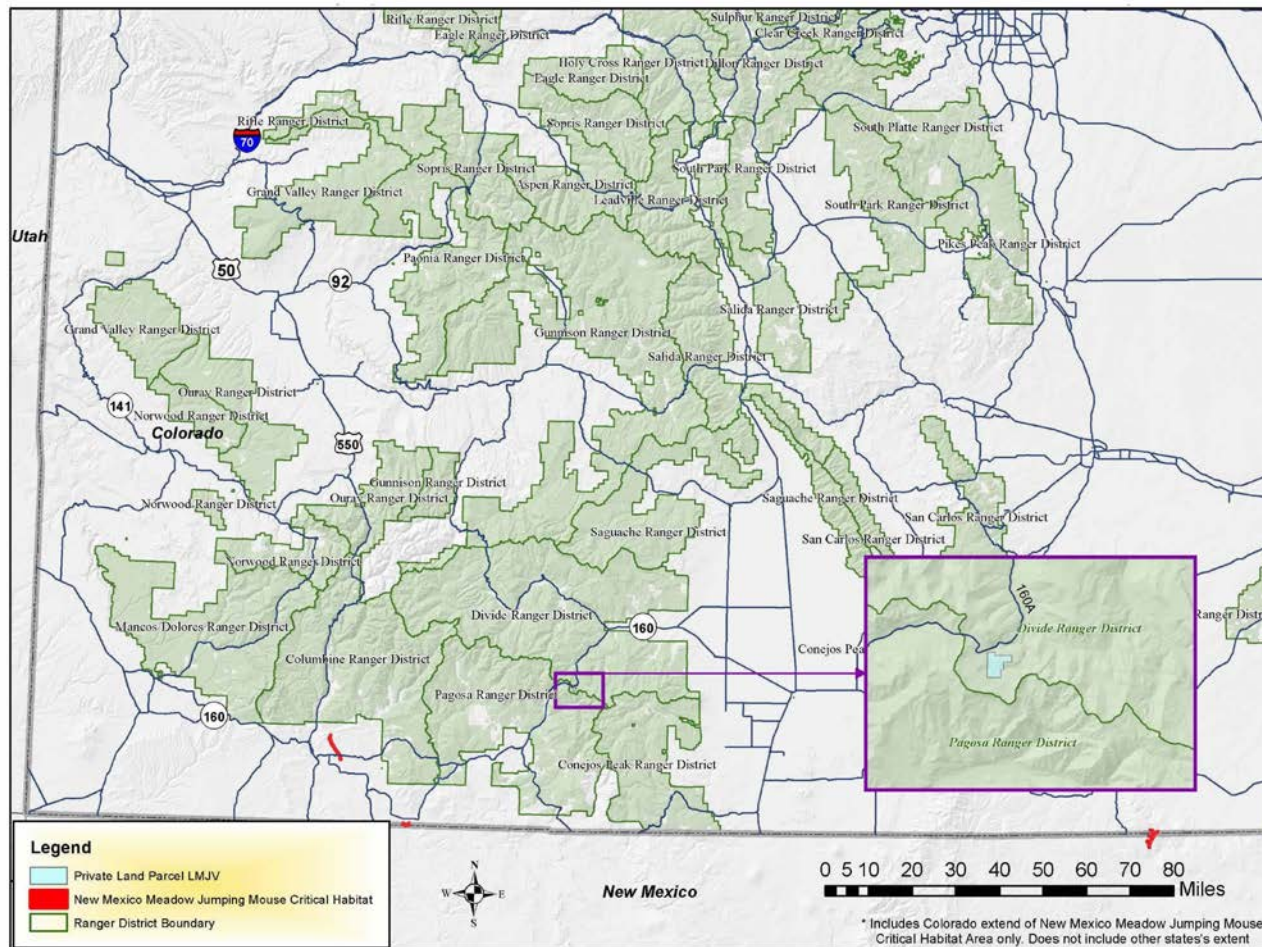 Rifle Ranger District
Eagle Ranger District
Sulphur Ranger District
Clear Creek Ranger District
Holy Cross Ranger District
Dillon Ranger District
Eagle Ranger District
Rifle Ranger District
70
Sopris Ranger District
South Platte Ranger District
Sopris Ranger District
South Park Ranger District
Grand Valley Ranger District
Aspen Ranger District
Leadville Ranger District
South Park Ranger District
Utah
50
92
Paonia Ranger District
Pikes Peak Ranger District
Grand Valley Ranger District
Gunnison Ranger District
Salida Ranger District
Salida Ranger District
Ouray Ranger District
141
Norwood Ranger District
Colorado
550
Gunnison Ranger District
Ouray Ranger District
Norwood Ranger District
Saguache Ranger District
San Carlos Ranger District
Saguache Ranger District
San Carlos Ranger District
Norwood Ranger District
Divide Ranger District
160
Mancos Dolores Ranger District
Columbine Ranger District
Conejos Pea
Ranger Distri
160A
Divide Ranger District
Pagosa Ranger District
160
Pagosa Ranger District
Conejos Peak Ranger District
Legend
Private Land Parcel LMJV
New Mexico Meadow Jumping Mouse Critical Habitat
Ranger District Boundary
N
W E
S
New Mexico
0 5 10 20 30 40 50 60 70 80
Miles
* Includes Colorado extend of New Mexico Meadow Jumping Mouse
Critical Habitat Area only. Does not include other states's extent